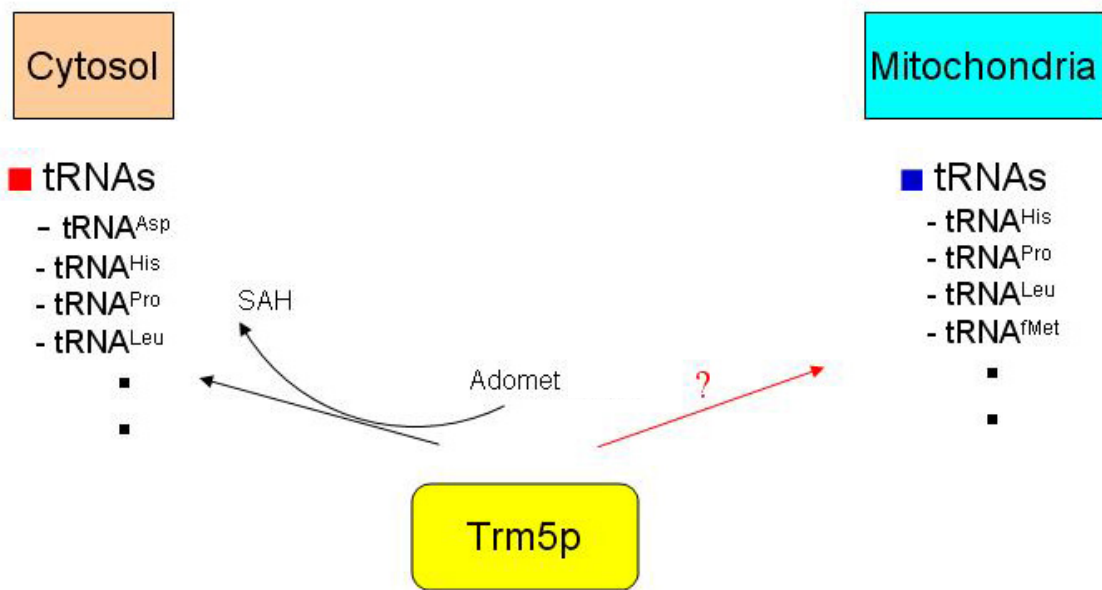 Cytosol
Mitochondria
■ tRNAs
- tRNAAsp
- tRNAHis
- tRNAPro
- tRNALeu
■ tRNAs
- tRNAHis
- tRNAPro
- tRNALeu
- tRNAfMet
SAH
Adomet
?
Trm5p